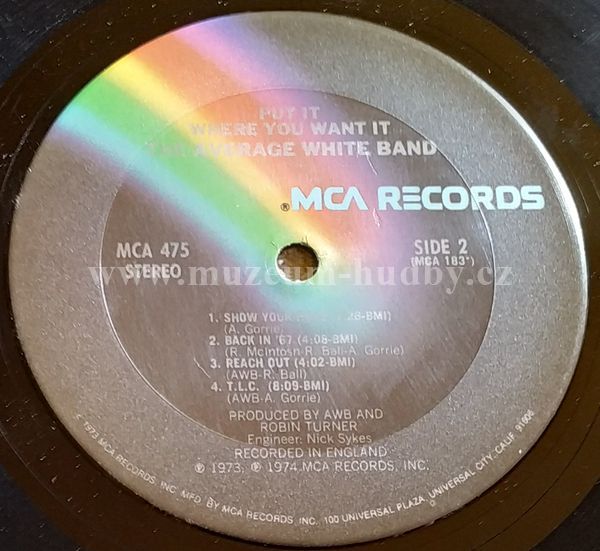 PUT IT
WHERE YOU WANT IT
THE AVERAGE WHITE BAND
®MCA RECORDS
MCA 475
STEREO
SIDE 2
(MCA 183*)
www.muzeum-hudby.cz
1. SHOW YOUR
(A. Gorrie)
2. BACK IN '67 (4:08-BMI)
(R. McIntosh-R. Ball-A. Gorrie)
3. REACH OUT (4:02-BMI)
(AWB-R. Ball)
4. T.L.C. (8:09-BMI)
(AWB-A. Gorrie)
PRODUCED BY AWB AND
ROBIN TURNER
Engineer: Nick Sykes
RECORDED IN ENGLAND
℗ 1973, ℗ 1974 MCA RECORDS, INC.
© 1973 MCA RECORDS, INC. MFD. BY MCA RECORDS INC. 100 UNIVERSAL PLAZA, UNIVERSAL CITY, CALIF. 91608